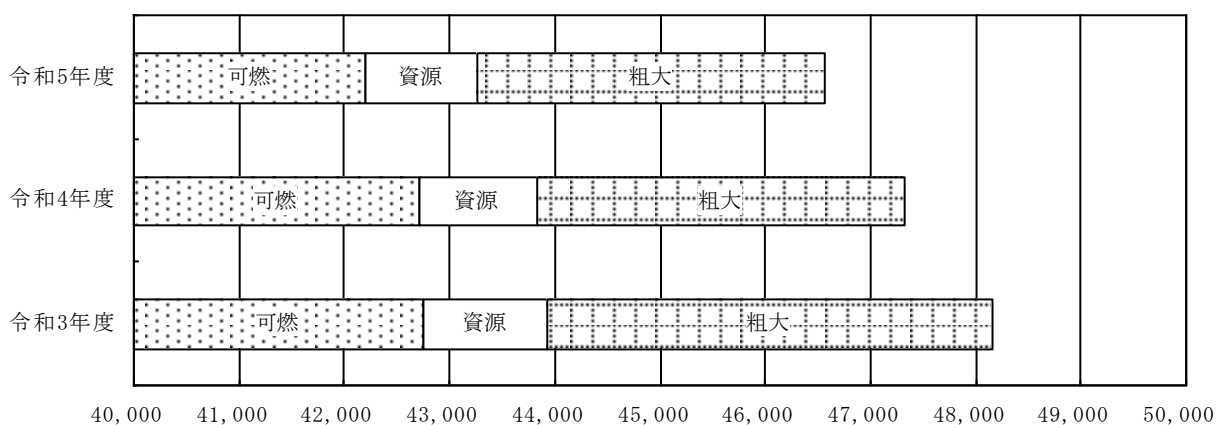 令和5年度 可燃 資源 粗大
令和4年度 可燃 資源 粗大
令和3年度 可燃 資源 粗大
40,000 41,000 42,000 43,000 44,000 45,000 46,000 47,000 48,000 49,000 50,000